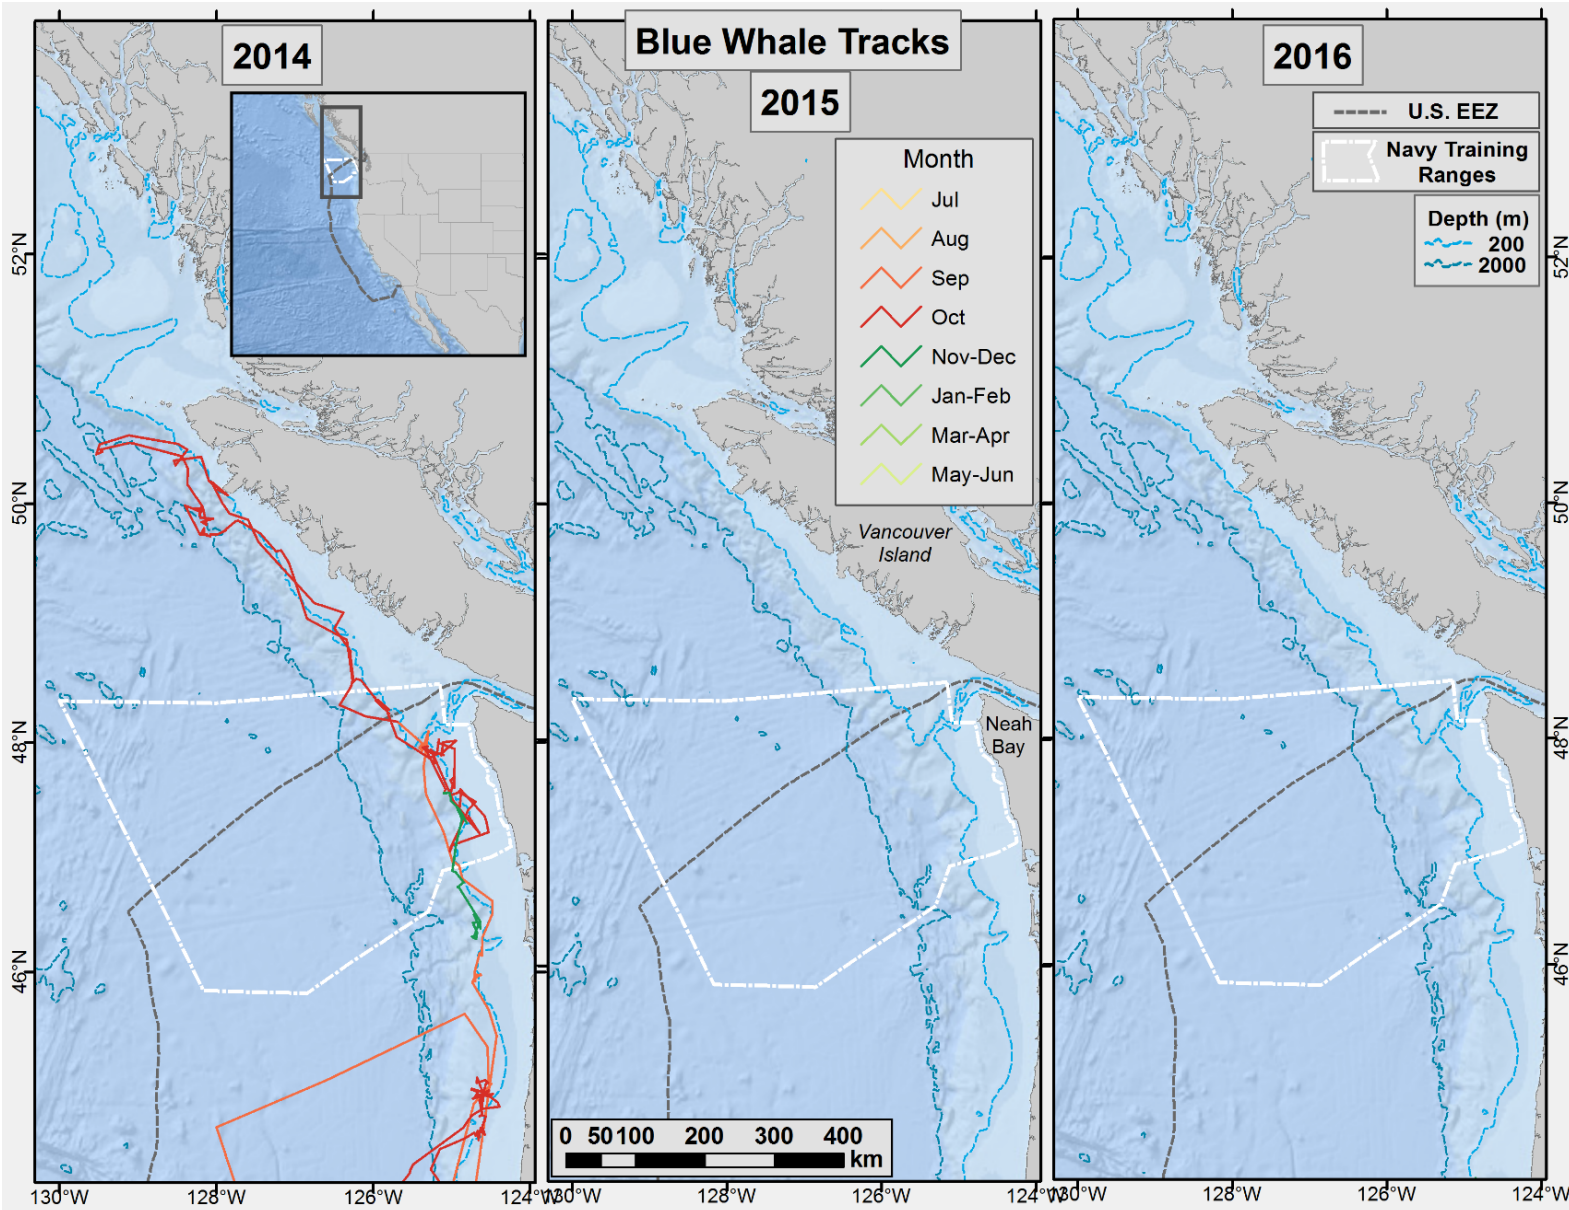 Blue Whale Tracks
2014
2015
2016
Month
Jul
Aug
Sep
Oct
Nov-Dec
Jan-Feb
Mar-Apr
May-Jun
U.S. EEZ
Navy Training
Ranges
Depth (m)
200
2000
Vancouver
Island
Neah
Bay
52°N
50°N
48°N
46°N
52°N
50°N
48°N
46°N
0 50 100 200 300 400
km
130°W 128°W 126°W 124°W
130°W 128°W 126°W 124°W
130°W 128°W 126°W 124°W